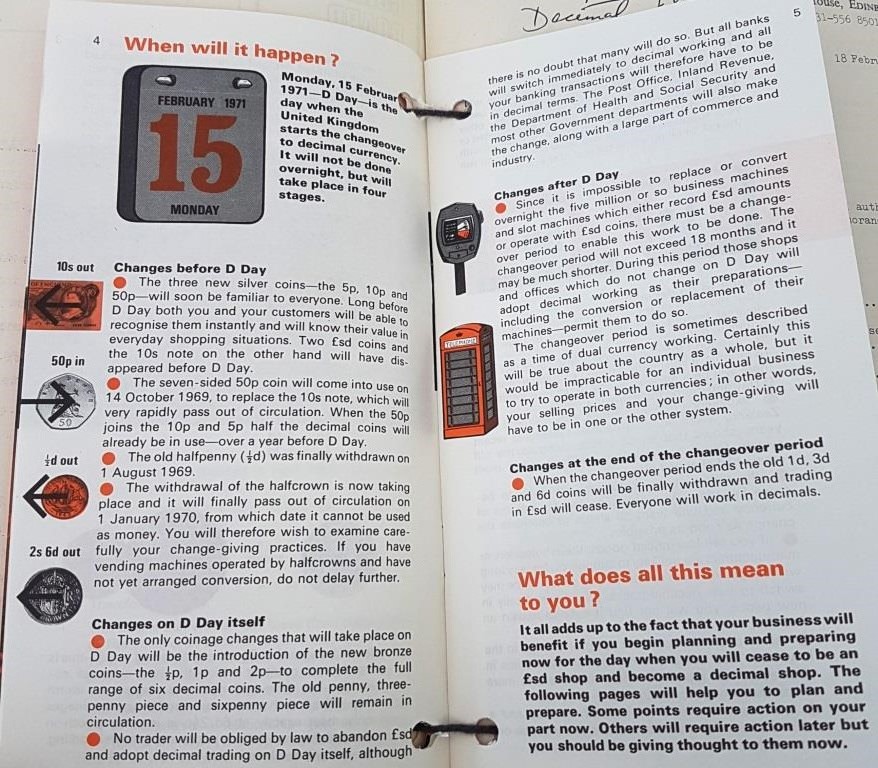 4
When will it happen?
FEBRUARY 1971
15
MONDAY
Monday, 15 Februar
1971—D Day—is the
day when the
United Kingdom
starts the changeover
to decimal currency.
It will not be done
overnight, but will
take place in four
stages.
10s out
50p in
50
½d out
2s 6d out
Changes before D Day
The three new silver coins—the 5p, 10p and
50p—will soon be familiar to everyone. Long before
D Day both you and your customers will be able to
recognise them instantly and will know their value in
everyday shopping situations. Two £sd coins and
the 10s note on the other hand will have dis-
appeared before D Day.
The seven-sided 50p coin will come into use on
14 October 1969, to replace the 10s note, which will
very rapidly pass out of circulation. When the 50p
joins the 10p and 5p half the decimal coins will
already be in use—over a year before D Day.
The old halfpenny (½d) was finally withdrawn on
1 August 1969.
The withdrawal of the halfcrown is now taking
place and it will finally pass out of circulation on
1 January 1970, from which date it cannot be used
as money. You will therefore wish to examine care-
fully your change-giving practices. If you have
vending machines operated by halfcrowns and have
not yet arranged conversion, do not delay further.
Changes on D Day itself
The only coinage changes that will take place on
D Day will be the introduction of the new bronze
coins—the ½p, 1p and 2p—to complete the full
range of six decimal coins. The old penny, three-
penny piece and sixpenny piece will remain in
circulation.
No trader will be obliged by law to abandon £sd
and adopt decimal trading on D Day itself, although
5
there is no doubt that many will do so. But all banks
will switch immediately to decimal working and all
your banking transactions will therefore have to be
in decimal terms. The Post Office, Inland Revenue,
the Department of Health and Social Security and
most other Government departments will also make
the change, along with a large part of commerce and
industry.
Changes after D Day
Since it is impossible to replace or convert
overnight the five million or so business machines
and slot machines which either record £sd amounts
or operate with £sd coins, there must be a change-
over period to enable this work to be done. The
changeover period will not exceed 18 months and it
may be much shorter. During this period those shops
and offices which do not change on D Day will
adopt decimal working as their preparations—
including the conversion or replacement of their
machines—permit them to do so.
The changeover period is sometimes described
as a time of dual currency working. Certainly this
will be true about the country as a whole, but it
would be impracticable for an individual business
to try to operate in both currencies; in other words,
your selling prices and your change-giving will
have to be in one or the other system.
TELEPHONE
Changes at the end of the changeover period
When the changeover period ends the old 1d, 3d
and 6d coins will be finally withdrawn and trading
in £sd will cease. Everyone will work in decimals.
What does all this mean
to you?
It all adds up to the fact that your business will
benefit if you begin planning and preparing
now for the day when you will cease to be an
£sd shop and become a decimal shop. The
following pages will help you to plan and
prepare. Some points require action on your
part now. Others will require action later but
you should be giving thought to them now.
Decimal
ouse, EDINB
31-556 8501
18 Febr
auth
oran